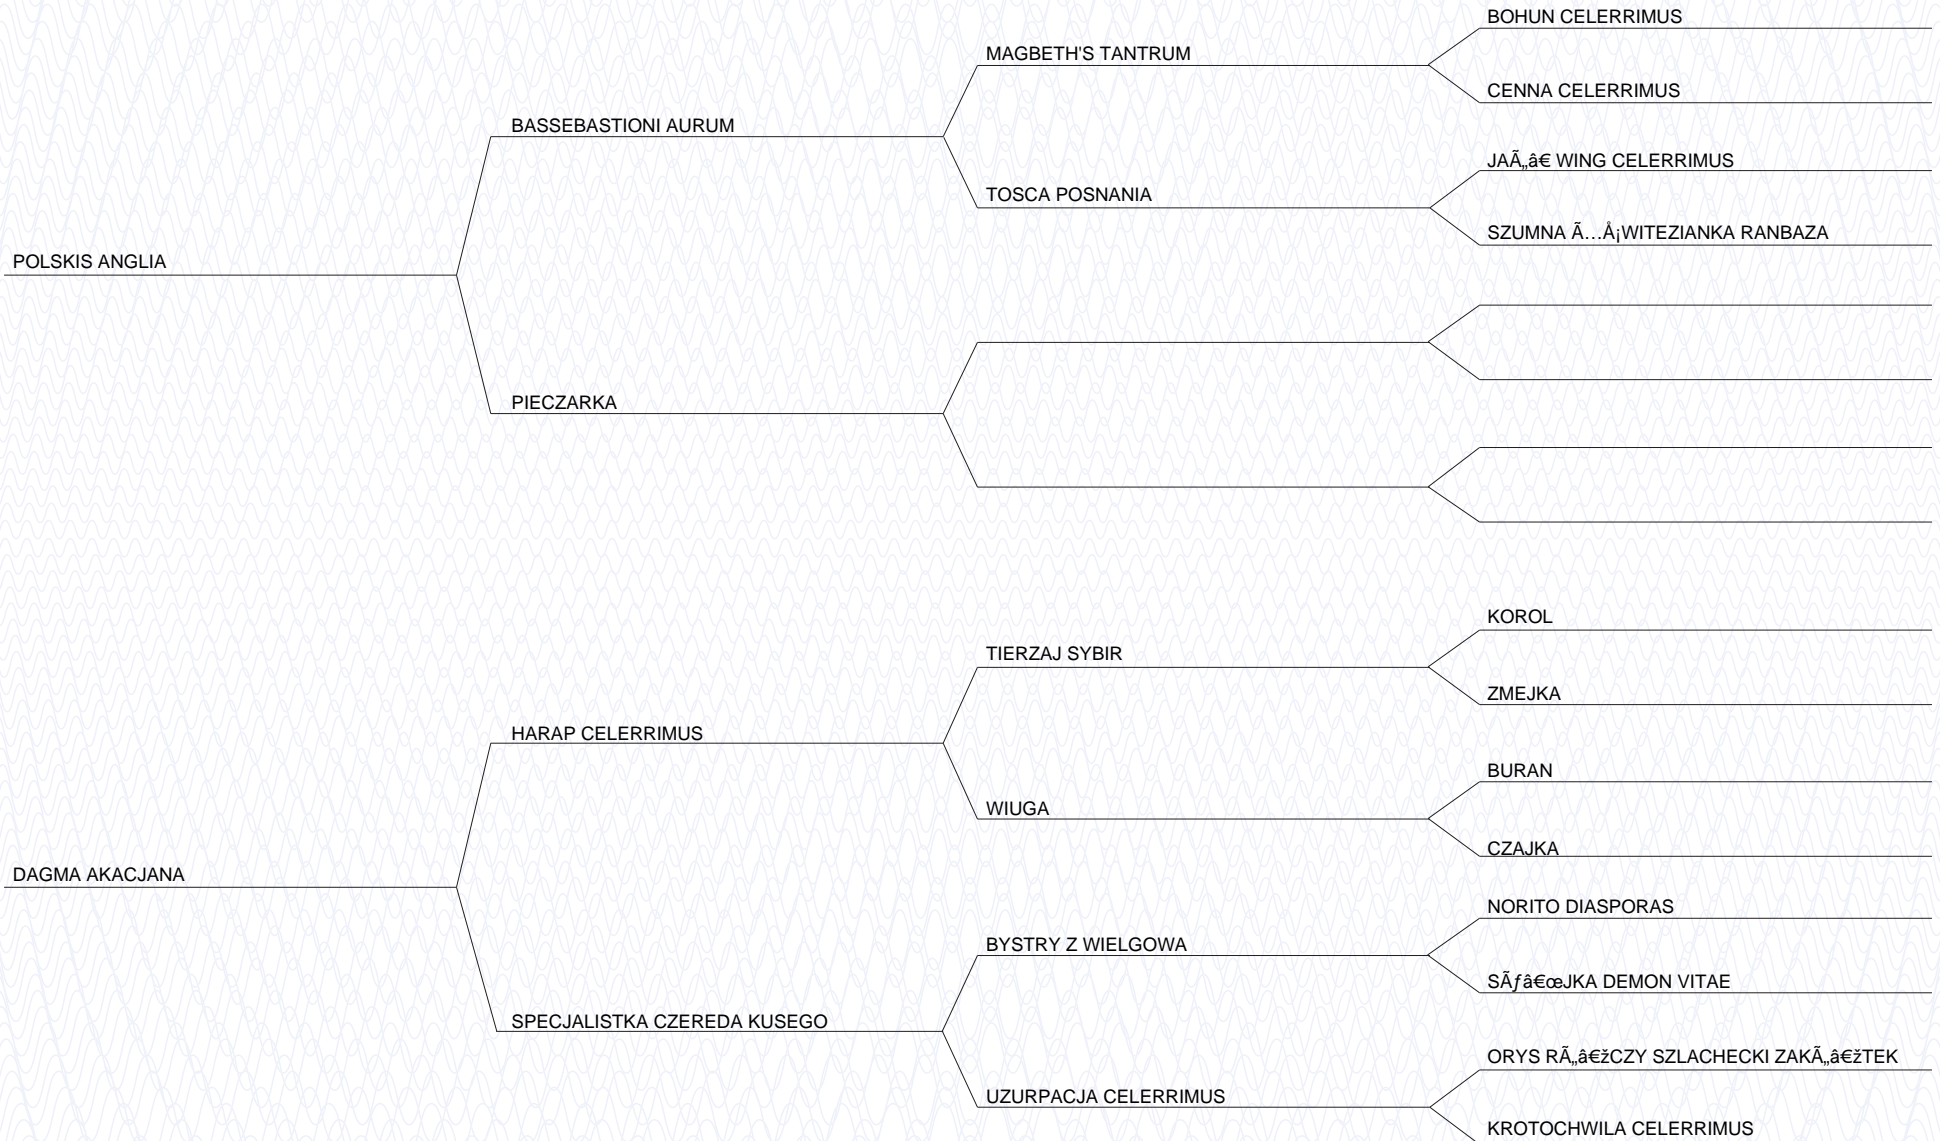 BOHUN CELERRIMUS
MAGBETH'S TANTRUM
CENNA CELERRIMUS
BASSEBASTIONI AURUM
JAÃ„â€ WING CELERRIMUS
TOSCA POSNANIA
SZUMNA Ã…Å¡WITEZIANKA RANBAZA
POLSKIS ANGLIA
PIECZARKA
KOROL
TIERZAJ SYBIR
ZMEJKA
HARAP CELERRIMUS
BURAN
WIUGA
CZAJKA
DAGMA AKACJANA
NORITO DIASPORAS
BYSTRY Z WIELGOWA
SÃƒâ€œJKA DEMON VITAE
SPECJALISTKA CZEREDA KUSEGO
ORYS RÃ„â€žCZY SZLACHECKI ZAKÃ„â€žTEK
UZURPACJA CELERRIMUS
KROTOCHWILA CELERRIMUS